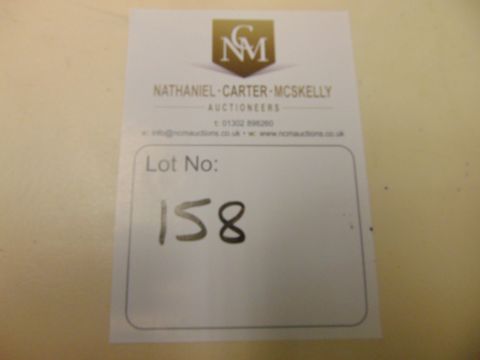 NCM
NATHANIEL·CARTER·MCSKELLY
AUCTIONEERS
t: 01302 898260
e: info@ncmauctions.co.uk • w: www.ncmauctions.co.uk
Lot No:
158